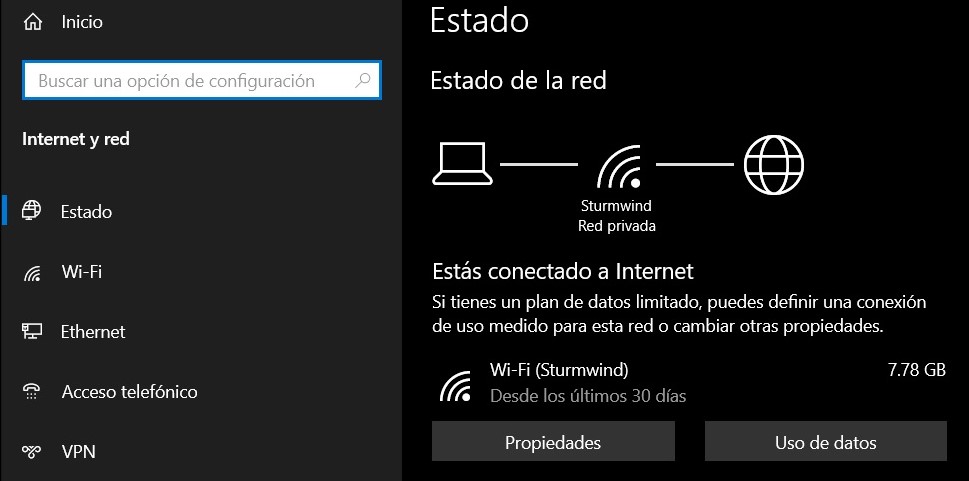 Inicio
Buscar una opción de configuración
Internet y red
Estado
Wi-Fi
Ethernet
Acceso telefónico
VPN
Estado
Estado de la red
Sturmwind
Red privada
Estás conectado a Internet
Si tienes un plan de datos limitado, puedes definir una conexión
de uso medido para esta red o cambiar otras propiedades.
Wi-Fi (Sturmwind)
7.78 GB
Desde los últimos 30 días
Propiedades
Uso de datos